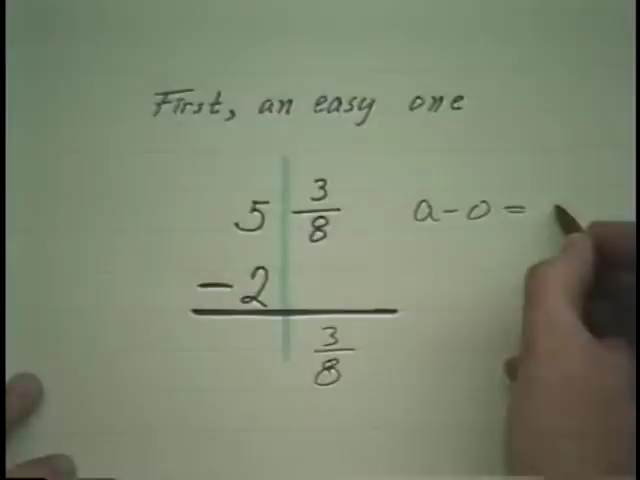 First, an easy one
5 3/8 a-0=
-2
3/8